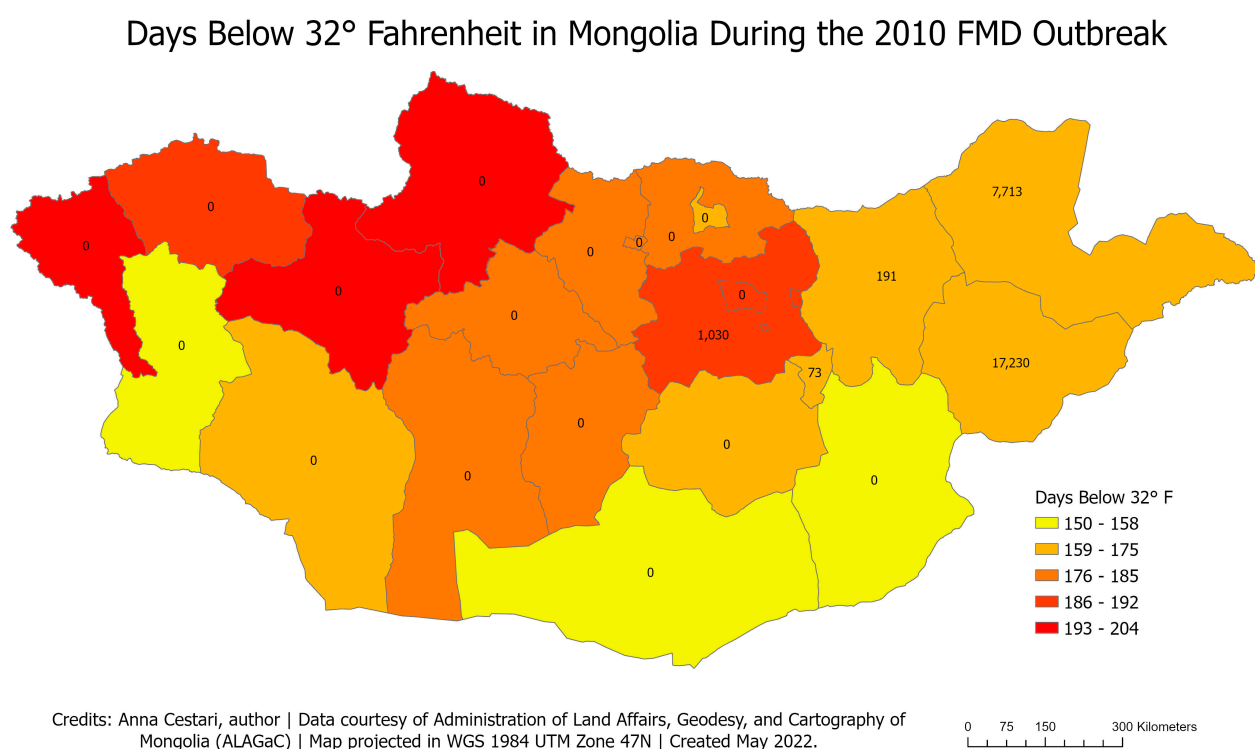 Days Below 32° Fahrenheit in Mongolia During the 2010 FMD Outbreak
0
7,713
0
0
0
0
0
0
0
191
0
0
0
1,030
0
17,230
73
0
0
0
0
0
0
Days Below 32° F
150 - 158
159 - 175
176 - 185
186 - 192
193 - 204
Credits: Anna Cestari, author | Data courtesy of Administration of Land Affairs, Geodesy, and Cartography of
Mongolia (ALAGaC) | Map projected in WGS 1984 UTM Zone 47N | Created May 2022.
0 75 150 300 Kilometers